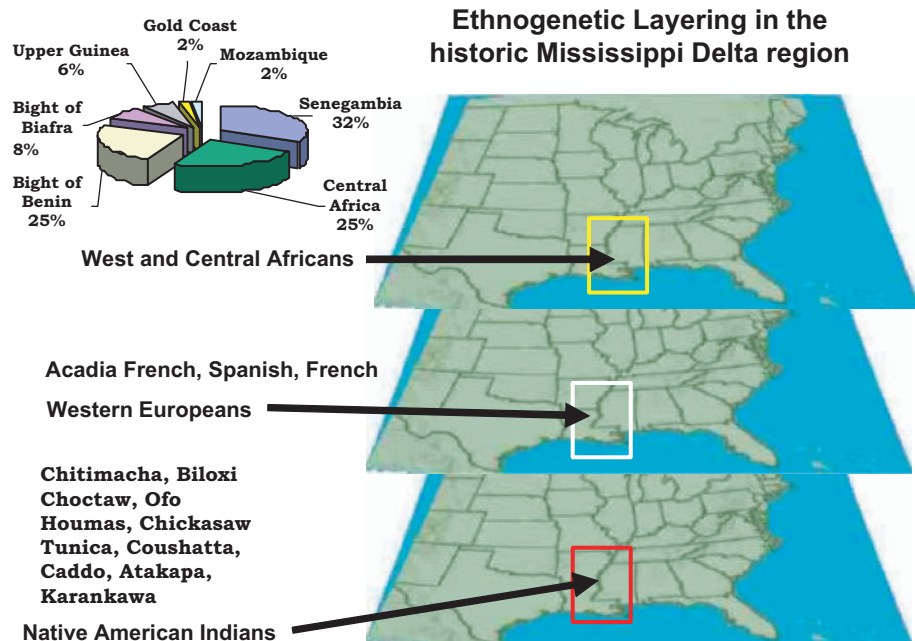 Ethnogenetic Layering in the
historic Mississippi Delta region
Gold Coast
2%
Upper Guinea
6%
Mozambique
2%
Bight of
Biafra
8%
Senegambia
32%
Bight of
Benin
25%
Central
Africa
25%
West and Central Africans
Acadia French, Spanish, French
Western Europeans
Chitimacha, Biloxi
Choctaw, Ofo
Houmas, Chickasaw
Tunica, Coushatta,
Caddo, Atakapa,
Karankawa
Native American Indians